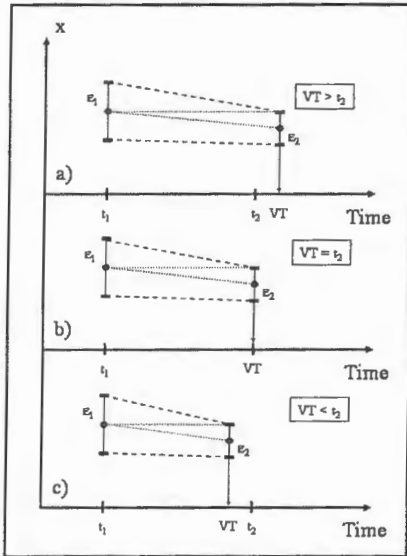 x
ε₁
VT > t₂
ε₂
a)
t₁ t₂ VT Time
ε₁
VT = t₂
ε₂
b)
t₁ VT Time
ε₁
VT < t₂
ε₂
c)
t₁ VT t₂ Time